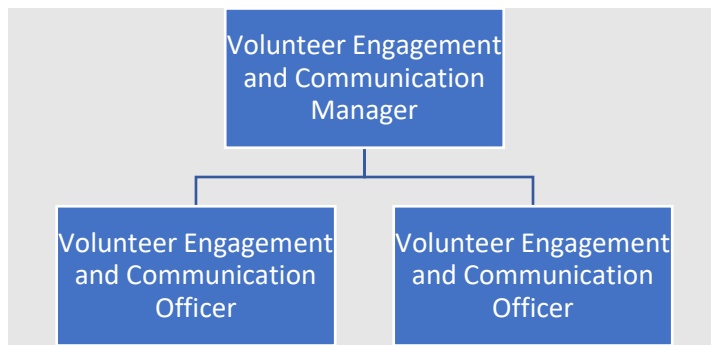 Volunteer Engagement
and Communication
Manager
Volunteer Engagement
and Communication
Officer
Volunteer Engagement
and Communication
Officer